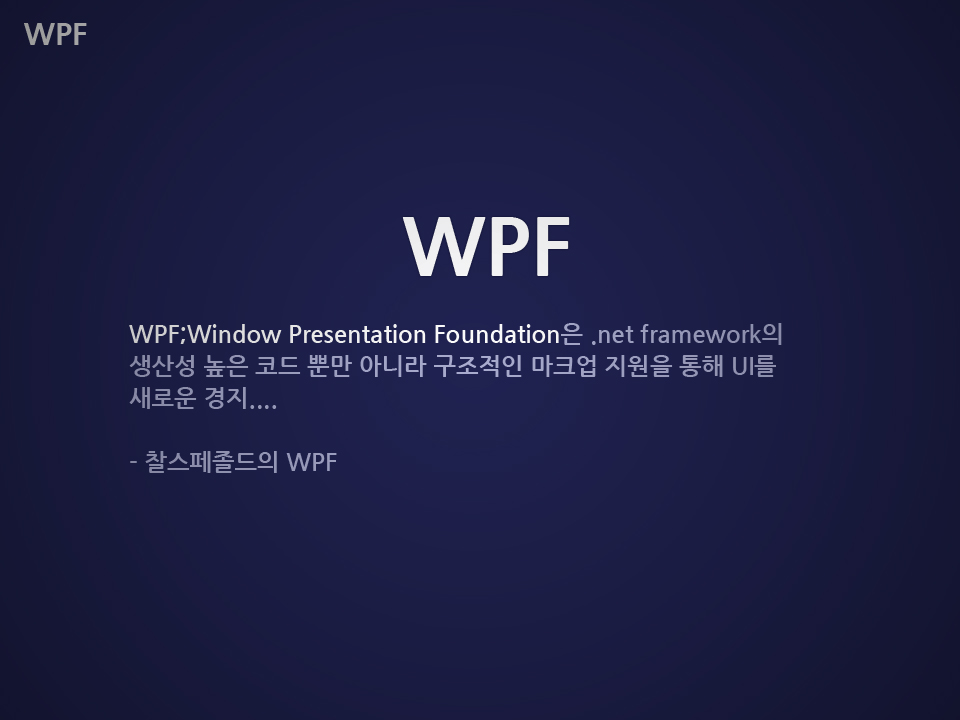 WPF
WPF
WPF;Window Presentation Foundation은 .net framework의
생산성 높은 코드 뿐만 아니라 구조적인 마크업 지원을 통해 UI를
새로운 경지....
- 찰스페졸드의 WPF